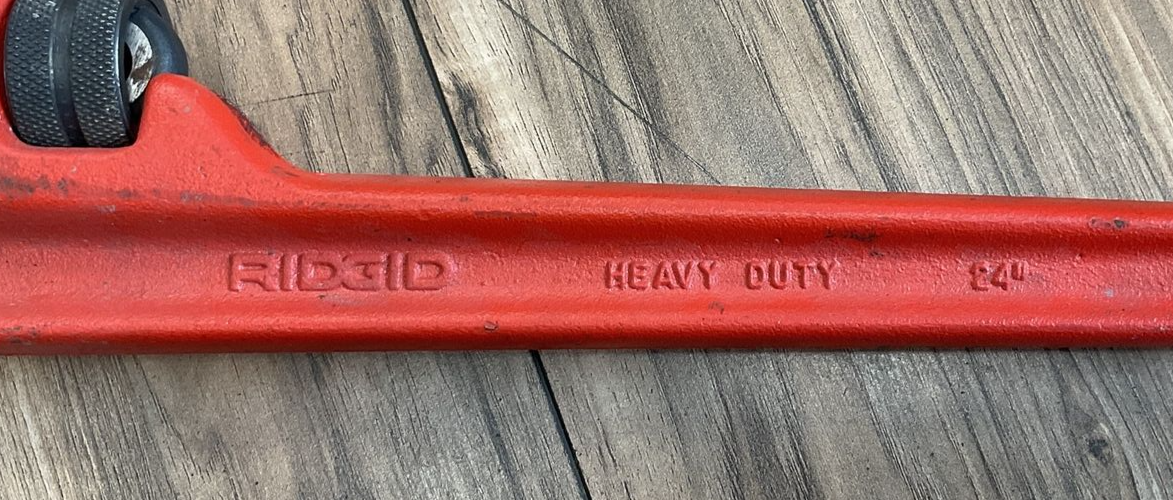 RIDGID HEAVY DUTY 24"